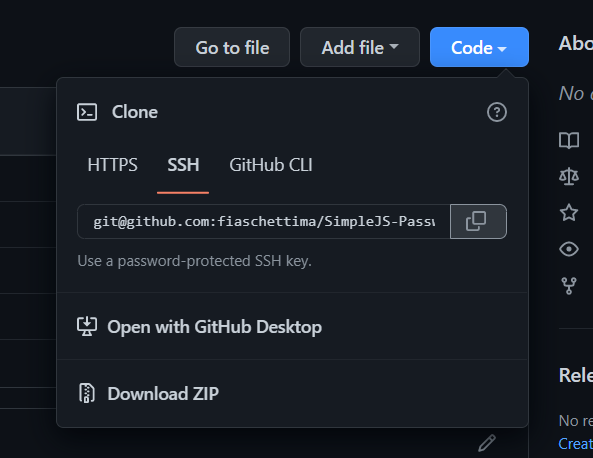 Go to file Add file Code
Clone
HTTPS SSH GitHub CLI
git@github.com:fiaschettima/SimpleJS-Passw
Use a password-protected SSH key.
Open with GitHub Desktop
Download ZIP
Abo
No
Rele
No re
Creat